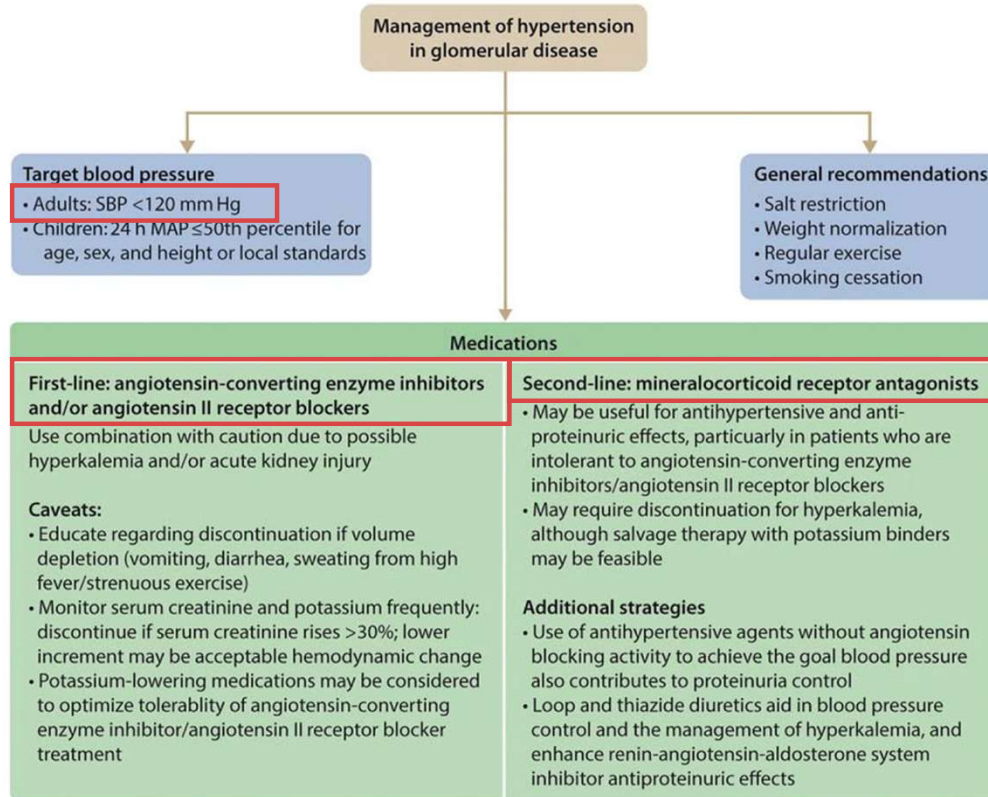 Management of hypertension
in glomerular disease
Target blood pressure
• Adults: SBP <120 mm Hg
• Children: 24 h MAP ≤50th percentile for
age, sex, and height or local standards
General recommendations
• Salt restriction
• Weight normalization
• Regular exercise
• Smoking cessation
Medications
First-line: angiotensin-converting enzyme inhibitors
and/or angiotensin II receptor blockers
Use combination with caution due to possible
hyperkalemia and/or acute kidney injury
Caveats:
• Educate regarding discontinuation if volume
depletion (vomiting, diarrhea, sweating from high
fever/strenuous exercise)
• Monitor serum creatinine and potassium frequently:
discontinue if serum creatinine rises >30%; lower
increment may be acceptable hemodynamic change
• Potassium-lowering medications may be considered
to optimize tolerablity of angiotensin-converting
enzyme inhibitor/angiotensin II receptor blocker
treatment
Second-line: mineralocorticoid receptor antagonists
• May be useful for antihypertensive and anti-
proteinuric effects, particuarly in patients who are
intolerant to angiotensin-converting enzyme
inhibitors/angiotensin II receptor blockers
• May require discontinuation for hyperkalemia,
although salvage therapy with potassium binders
may be feasible
Additional strategies
• Use of antihypertensive agents without angiotensin
blocking activity to achieve the goal blood pressure
also contributes to proteinuria control
• Loop and thiazide diuretics aid in blood pressure
control and the management of hyperkalemia, and
enhance renin-angiotensin-aldosterone system
inhibitor antiproteinuric effects